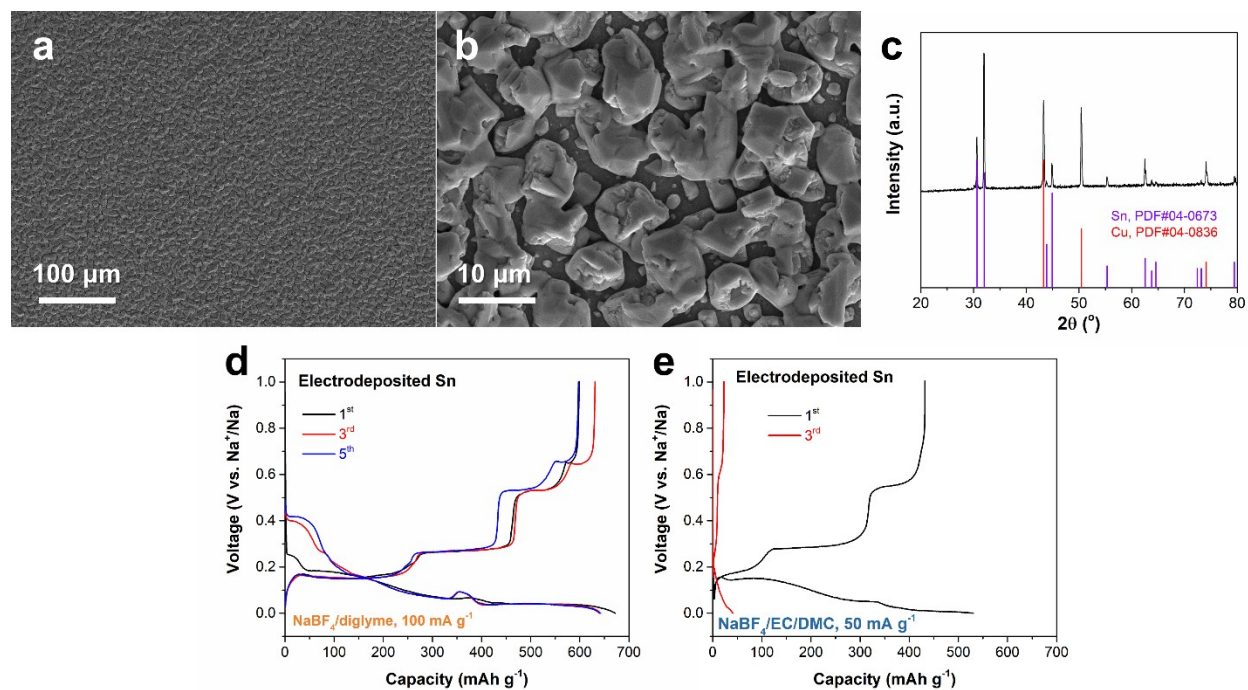 a
100 µm
b
10 µm
c
Intensity (a.u.)
Sn, PDF#04-0673
Cu, PDF#04-0836
20 30 40 50 60 70 80
2θ (°)
d
Electrodeposited Sn
1st
3rd
5th
Voltage (V vs. Na+/Na)
1.0
0.8
0.6
0.4
0.2
0.0
NaBF4/diglyme, 100 mA g-1
0 100 200 300 400 500 600 700
Capacity (mAh g-1)
e
Electrodeposited Sn
1st
3rd
Voltage (V vs. Na+/Na)
1.0
0.8
0.6
0.4
0.2
0.0
NaBF4/EC/DMC, 50 mA g-1
0 100 200 300 400 500 600 700
Capacity (mAh g-1)